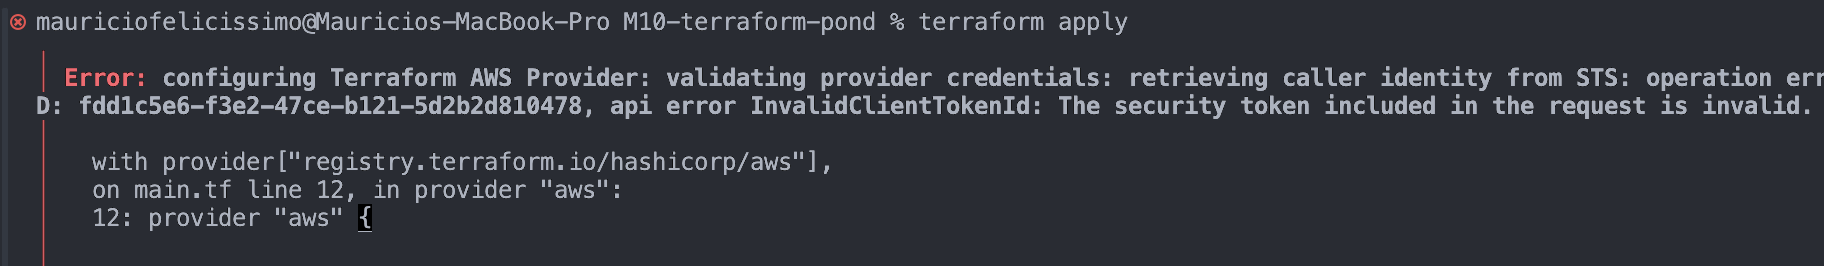 mauriciofelicissimo@Mauricios-MacBook-Pro M10-terraform-pond % terraform apply
Error: configuring Terraform AWS Provider: validating provider credentials: retrieving caller identity from STS: operation err
D: fdd1c5e6-f3e2-47ce-b121-5d2b2d810478, api error InvalidClientTokenId: The security token included in the request is invalid.
with provider["registry.terraform.io/hashicorp/aws"],
on main.tf line 12, in provider "aws":
12: provider "aws" {